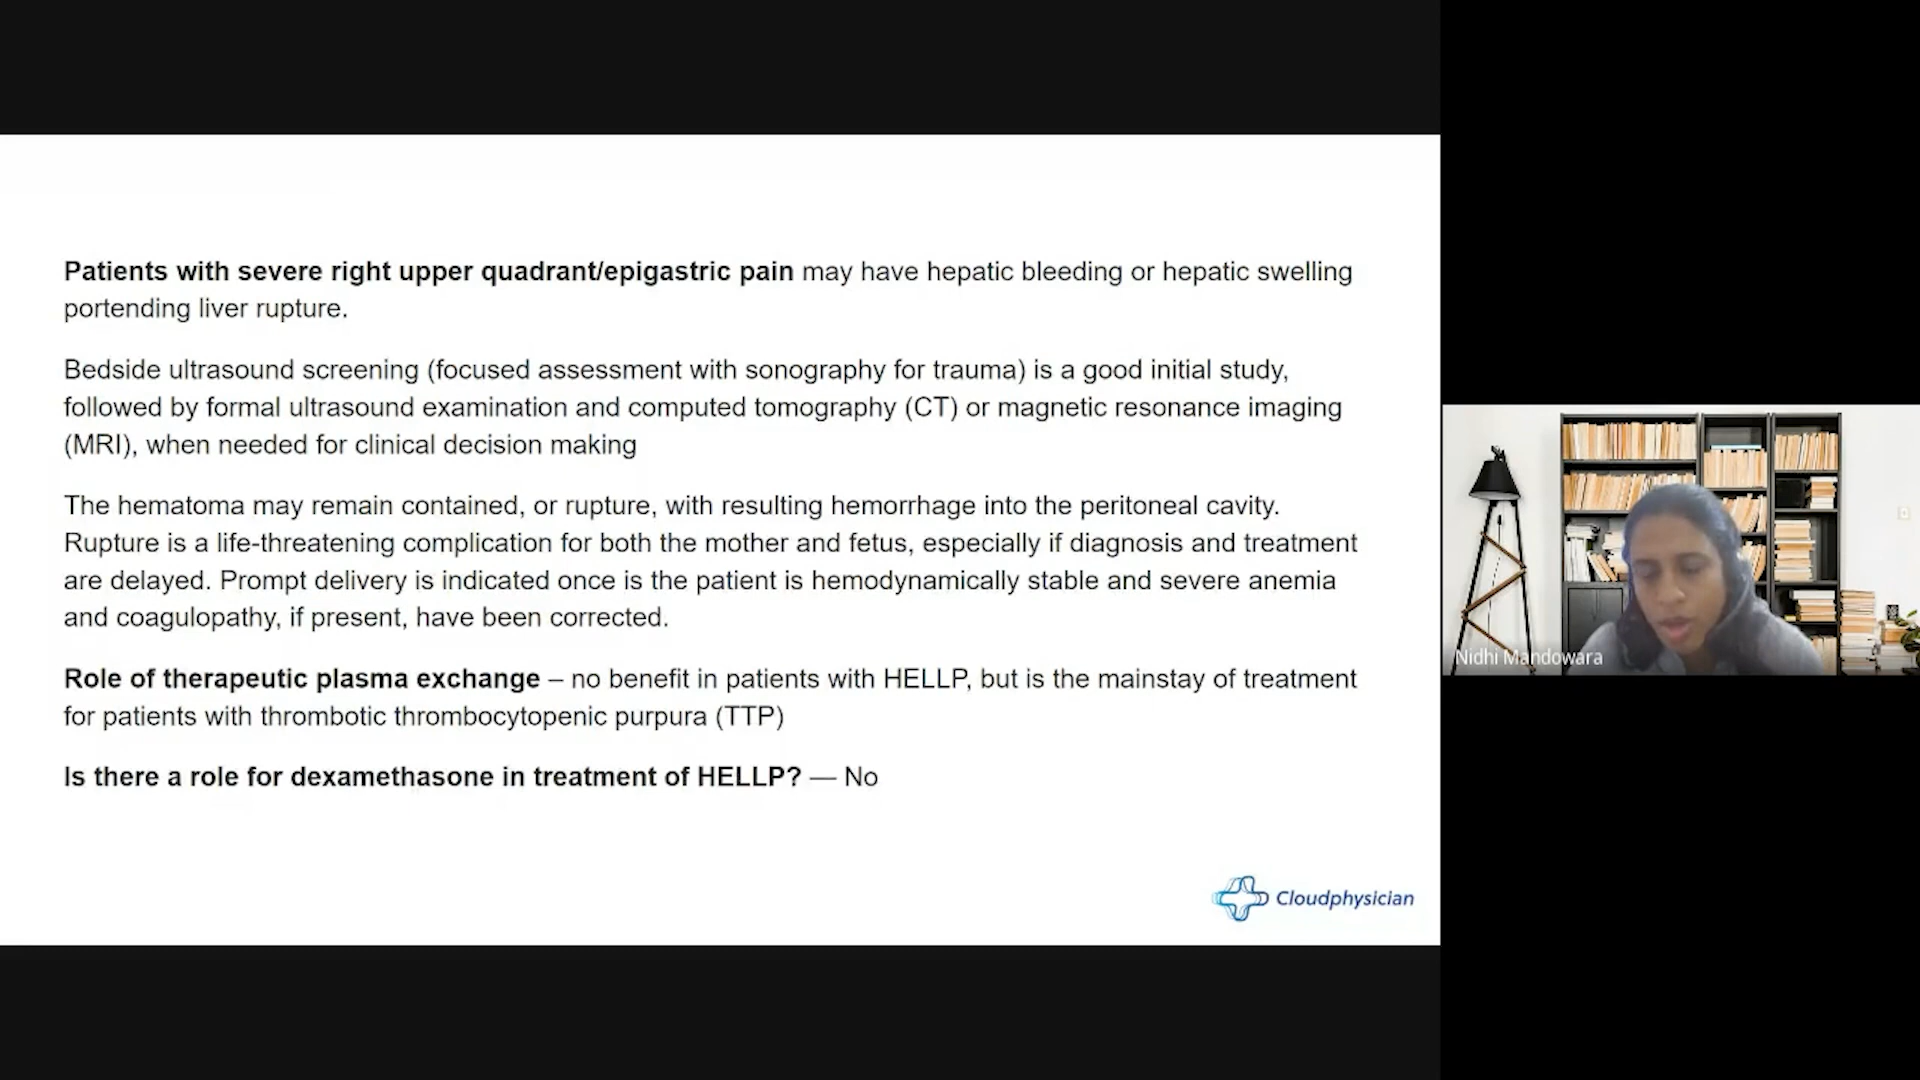 Patients with severe right upper quadrant/epigastric pain may have hepatic bleeding or hepatic swelling
portending liver rupture.
Bedside ultrasound screening (focused assessment with sonography for trauma) is a good initial study,
followed by formal ultrasound examination and computed tomography (CT) or magnetic resonance imaging
(MRI), when needed for clinical decision making
The hematoma may remain contained, or rupture, with resulting hemorrhage into the peritoneal cavity.
Rupture is a life-threatening complication for both the mother and fetus, especially if diagnosis and treatment
are delayed. Prompt delivery is indicated once is the patient is hemodynamically stable and severe anemia
and coagulopathy, if present, have been corrected.
Role of therapeutic plasma exchange – no benefit in patients with HELLP, but is the mainstay of treatment
for patients with thrombotic thrombocytopenic purpura (TTP)
Is there a role for dexamethasone in treatment of HELLP? — No
Cloudphysician
Nidhi Mandowara